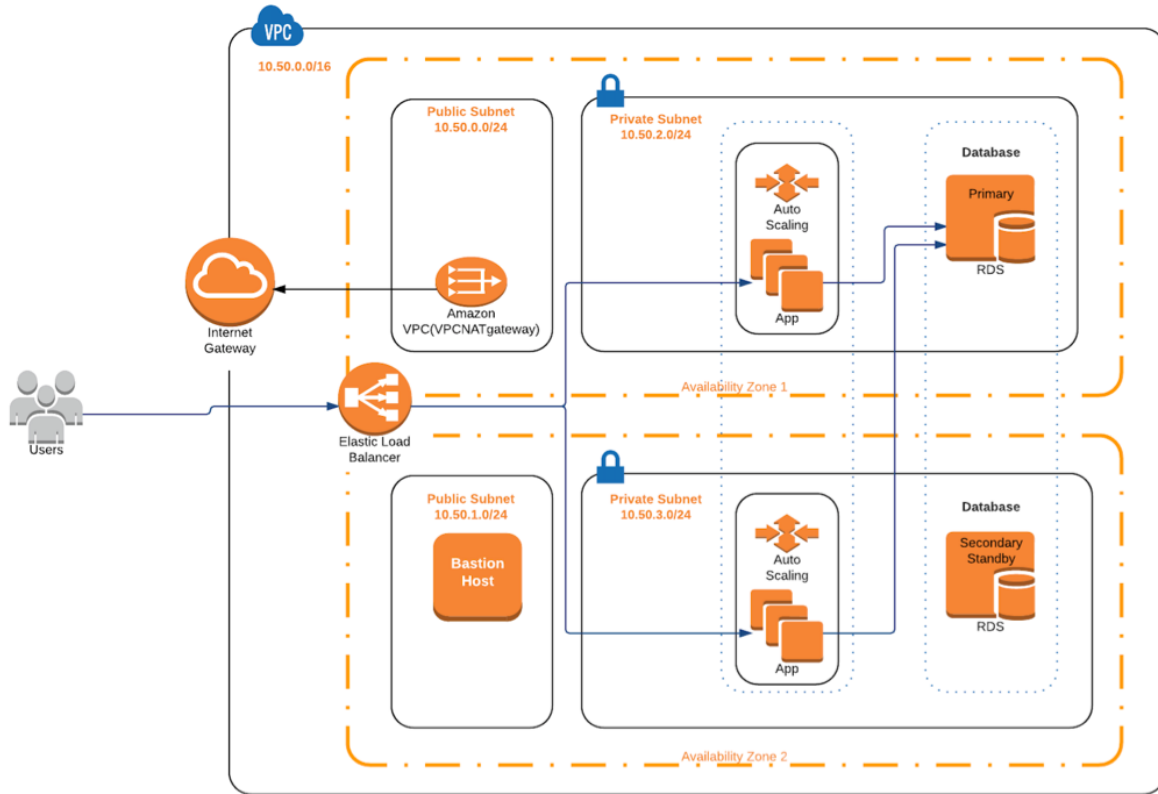 VPC
10.50.0.0/16
Public Subnet
10.50.0.0/24
Private Subnet
10.50.2.0/24
Auto
Scaling
App
Database
Primary
RDS
Amazon
VPC(VPCNATgateway)
Internet
Gateway
Availability Zone 1
Users
Elastic Load
Balancer
Public Subnet
10.50.1.0/24
Bastion
Host
Private Subnet
10.50.3.0/24
Auto
Scaling
App
Database
Secondary
Standby
RDS
Availability Zone 2